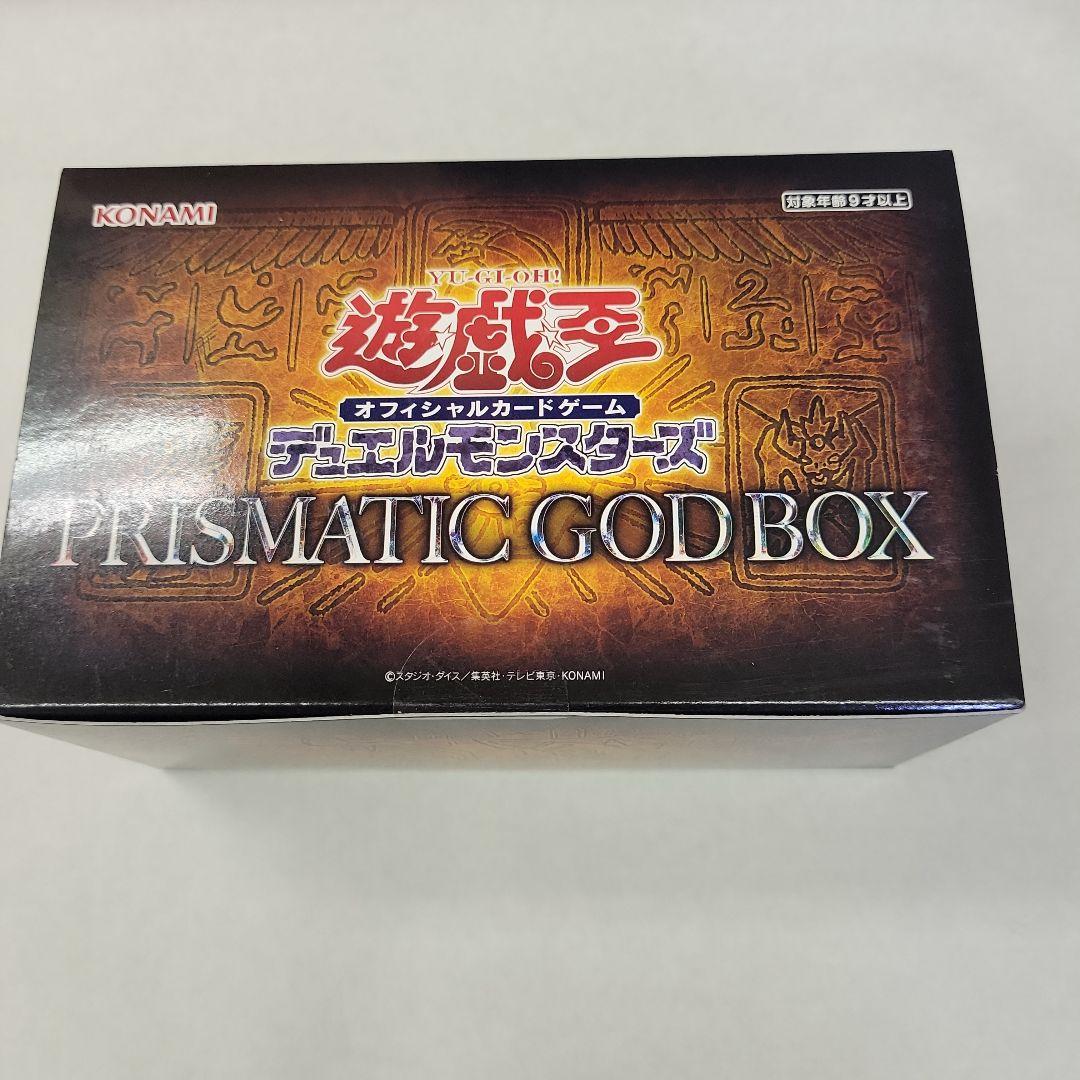 KONAMI
対象年齢9才以上
YU-GI-OH!
遊☆戯☆王
オフィシャルカードゲーム
デュエルモンスターズ
PRISMATIC GOD BOX
©スタジオ・ダイス／集英社・テレビ東京・KONAMI